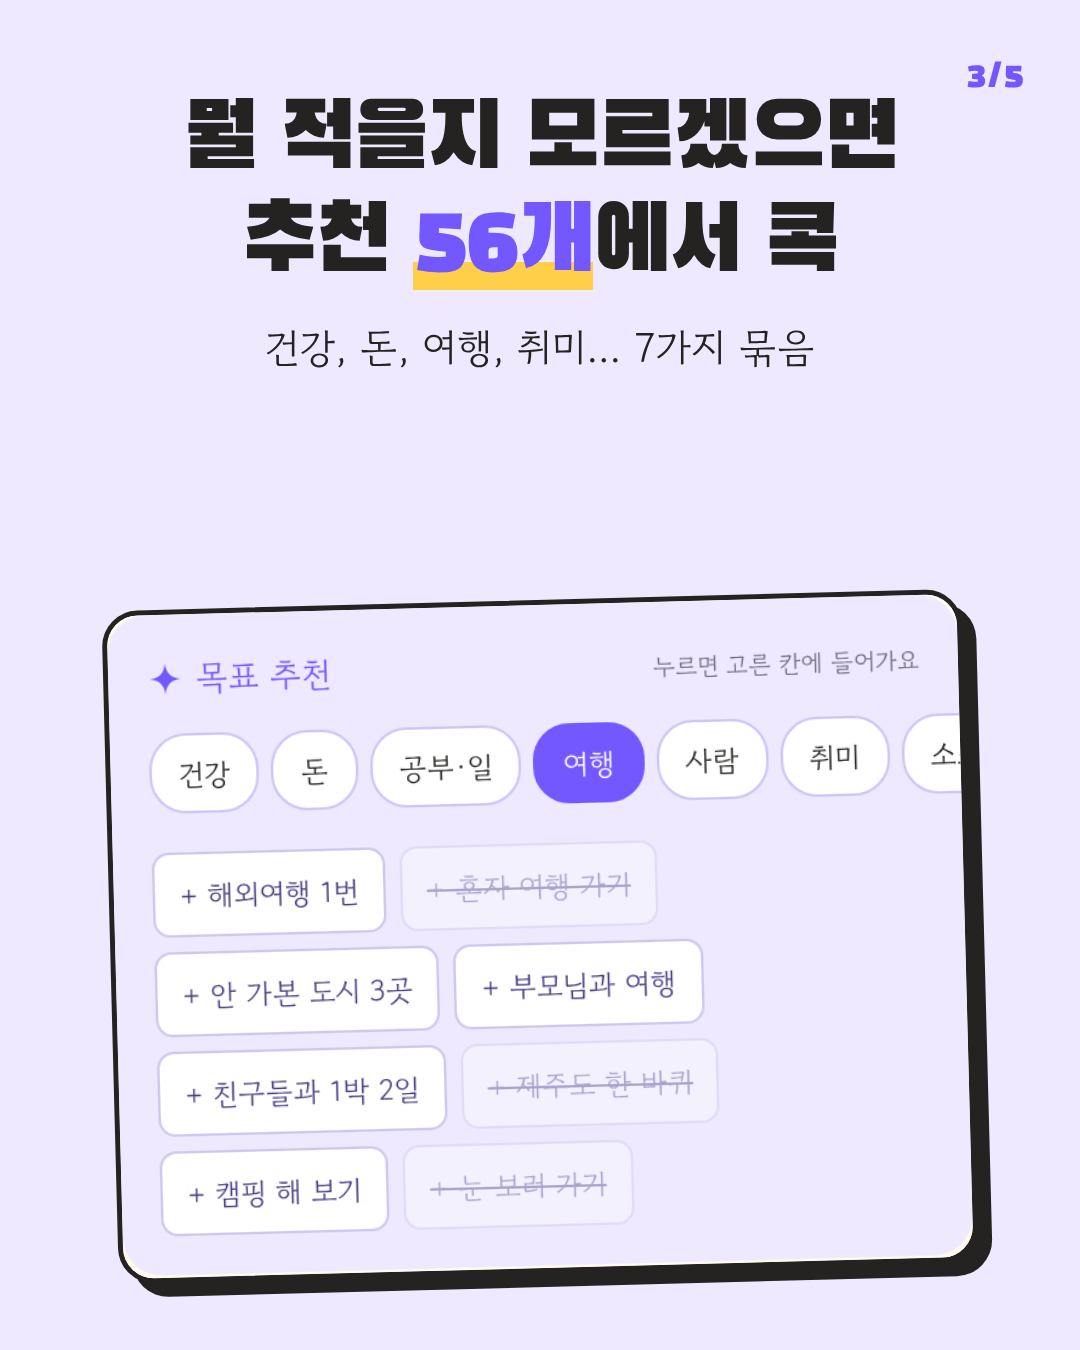 3/5
뭘 적을지 모르겠으면
추천 56개에서 콕
건강, 돈, 여행, 취미... 7가지 묶음
✦ 목표 추천
누르면 고른 칸에 들어가요
건강 돈 공부·일 여행 사람 취미
+ 해외여행 1번 + 혼자 여행 가기
+ 안 가본 도시 3곳 + 부모님과 여행
+ 친구들과 1박 2일 + 제주도 한 바퀴
+ 캠핑 해 보기 + 눈 보러 가기